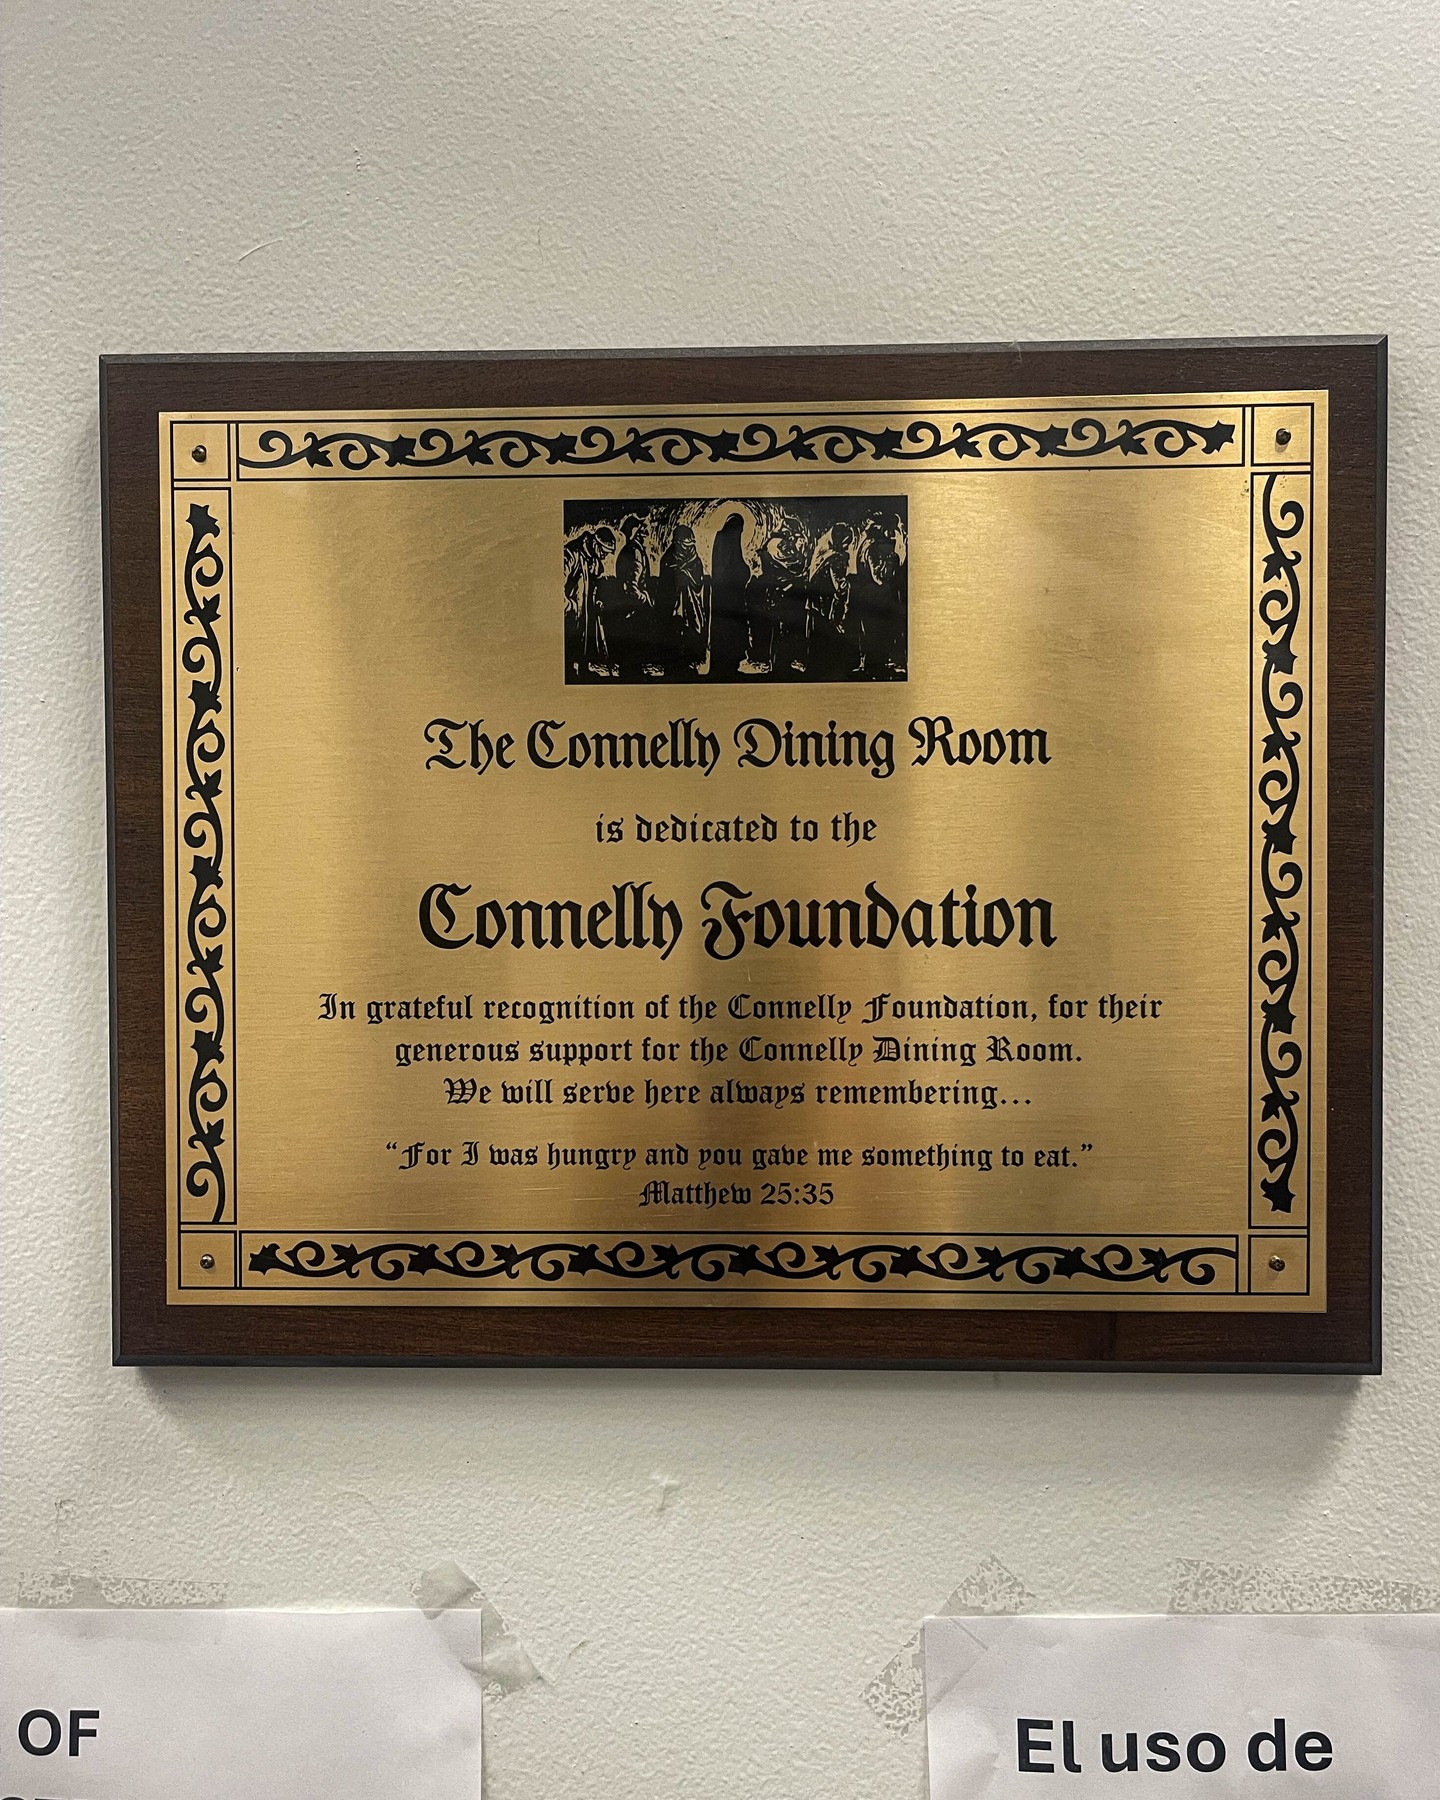 The Connelly Dining Room
is dedicated to the
Connelly Foundation
In grateful recognition of the Connelly Foundation, for their
generous support for the Connelly Dining Room.
We will serve here always remembering...
“For I was hungry and you gave me something to eat.”
Matthew 25:35
OF
El uso de